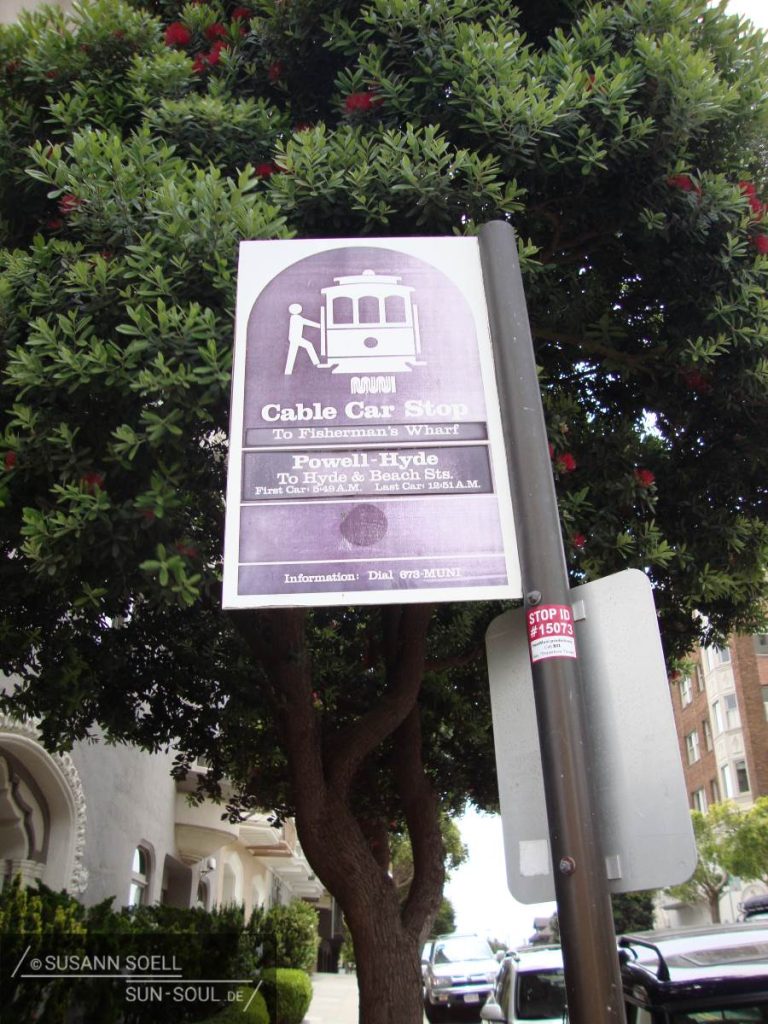 MUNI
Cable Car Stop
To Fisherman's Wharf
Powell-Hyde
To Hyde & Beach Sts.
First Car: 5:49 A.M. Last Car: 12:51 A.M.
Information: Dial 673-MUNI
STOP ID
#15073
© SUSANN SOELL
SUN-SOUL.DE